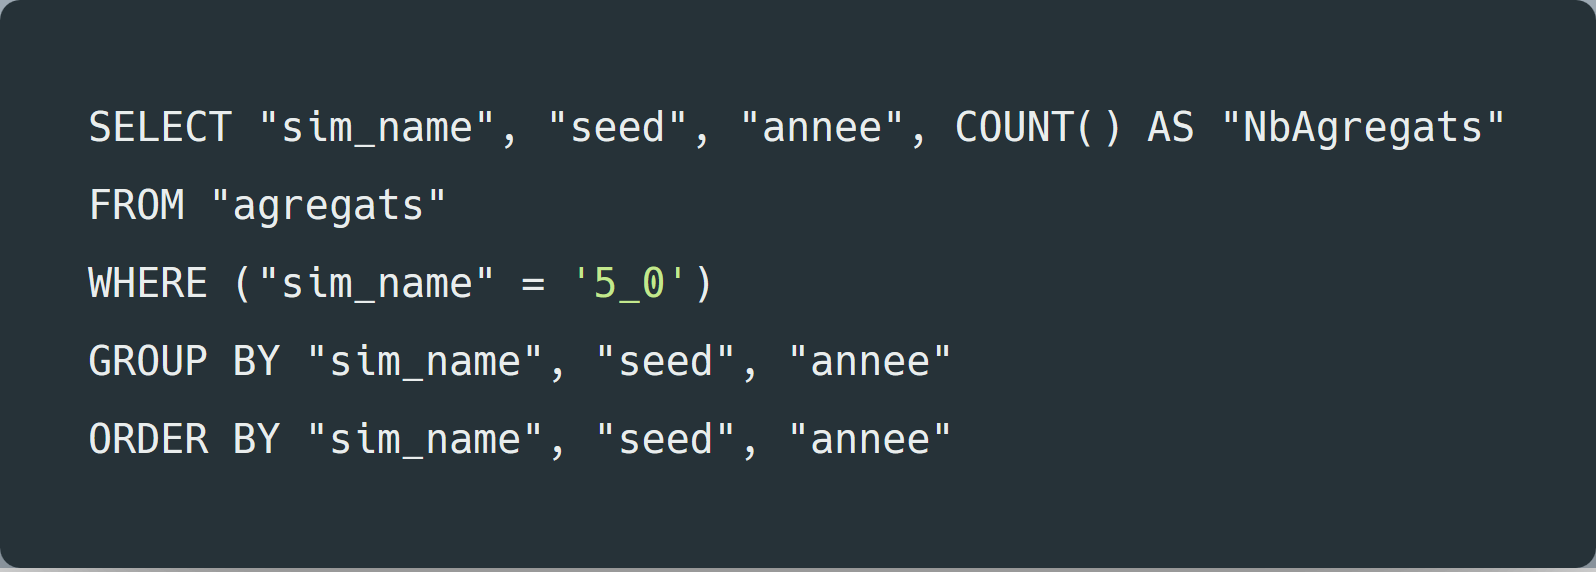 SELECT "sim_name", "seed", "annee", COUNT() AS "NbAgregats"
FROM "agregats"
WHERE ("sim_name" = '5_0')
GROUP BY "sim_name", "seed", "annee"
ORDER BY "sim_name", "seed", "annee"